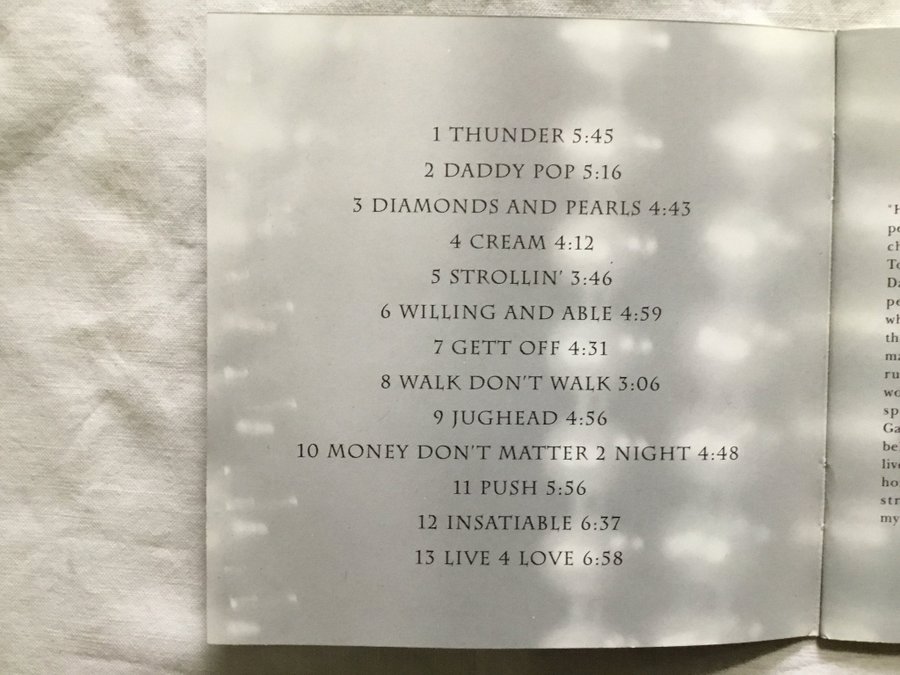 1 THUNDER 5:45
2 DADDY POP 5:16
3 DIAMONDS AND PEARLS 4:43
4 CREAM 4:12
5 STROLLIN' 3:46
6 WILLING AND ABLE 4:59
7 GETT OFF 4:31
8 WALK DON'T WALK 3:06
9 JUGHEAD 4:56
10 MONEY DON'T MATTER 2 NIGHT 4:48
11 PUSH 5:56
12 INSATIABLE 6:37
13 LIVE 4 LOVE 6:58